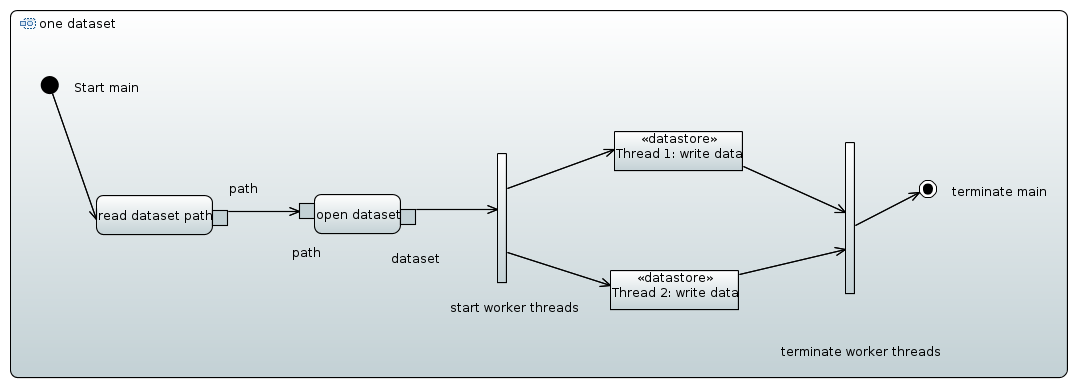 one dataset
Start main
read dataset path
path
path
open dataset
dataset
start worker threads
«datastore»
Thread 1: write data
«datastore»
Thread 2: write data
terminate worker threads
terminate main